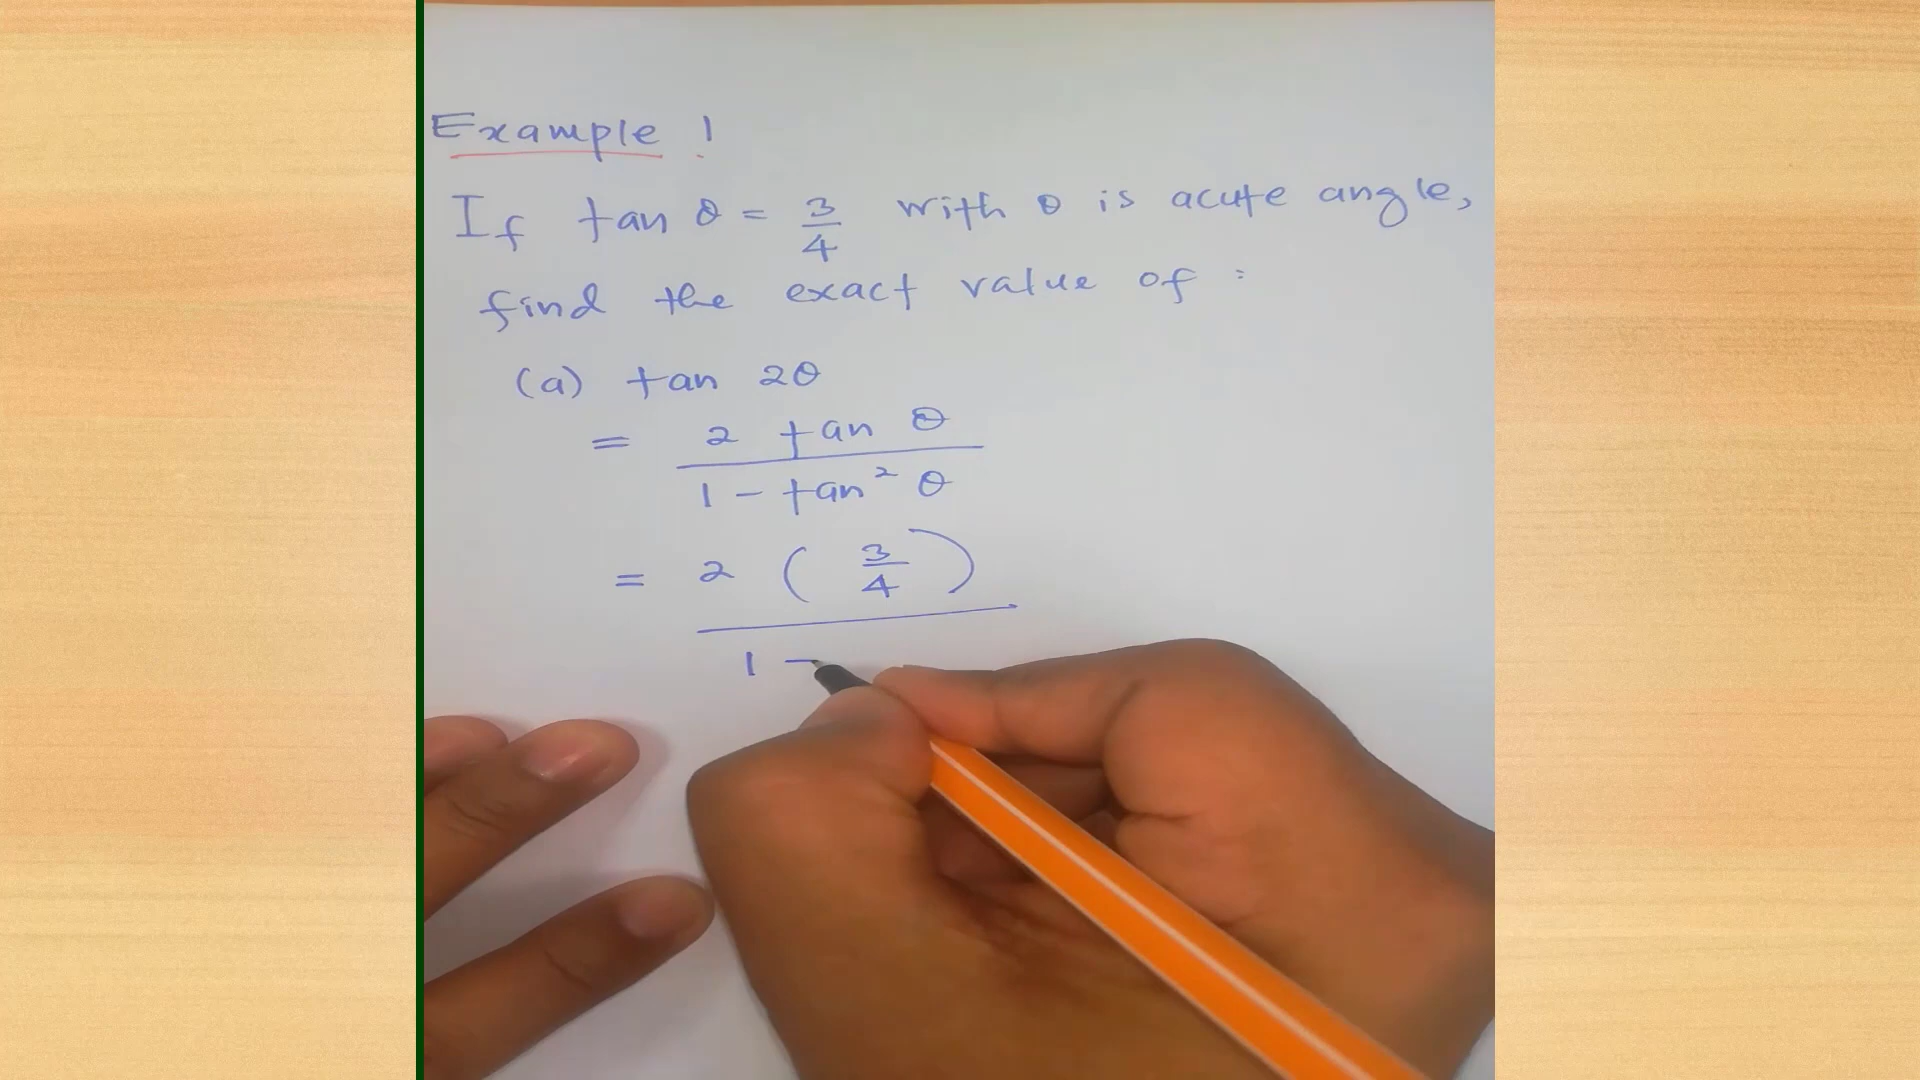 Example 1
If tan θ = 3/4 with θ is acute angle,
find the exact value of :
(a) tan 2θ
= 2 tan θ / 1 - tan² θ
= 2 ( 3/4 ) / 1 -